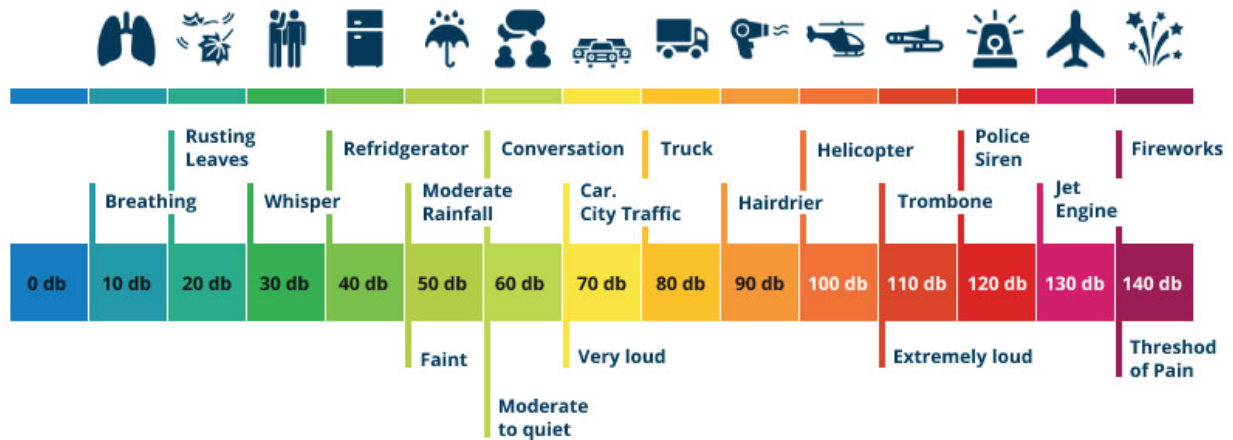 Rusting
Leaves
Refridgerator
Conversation
Truck
Helicopter
Police
Siren
Fireworks
Breathing
Whisper
Moderate
Rainfall
Car.
City Traffic
Hairdrier
Trombone
Jet
Engine
0 db
10 db
20 db
30 db
40 db
50 db
60 db
70 db
80 db
90 db
100 db
110 db
120 db
130 db
140 db
Faint
Very loud
Extremely loud
Threshod
of Pain
Moderate
to quiet